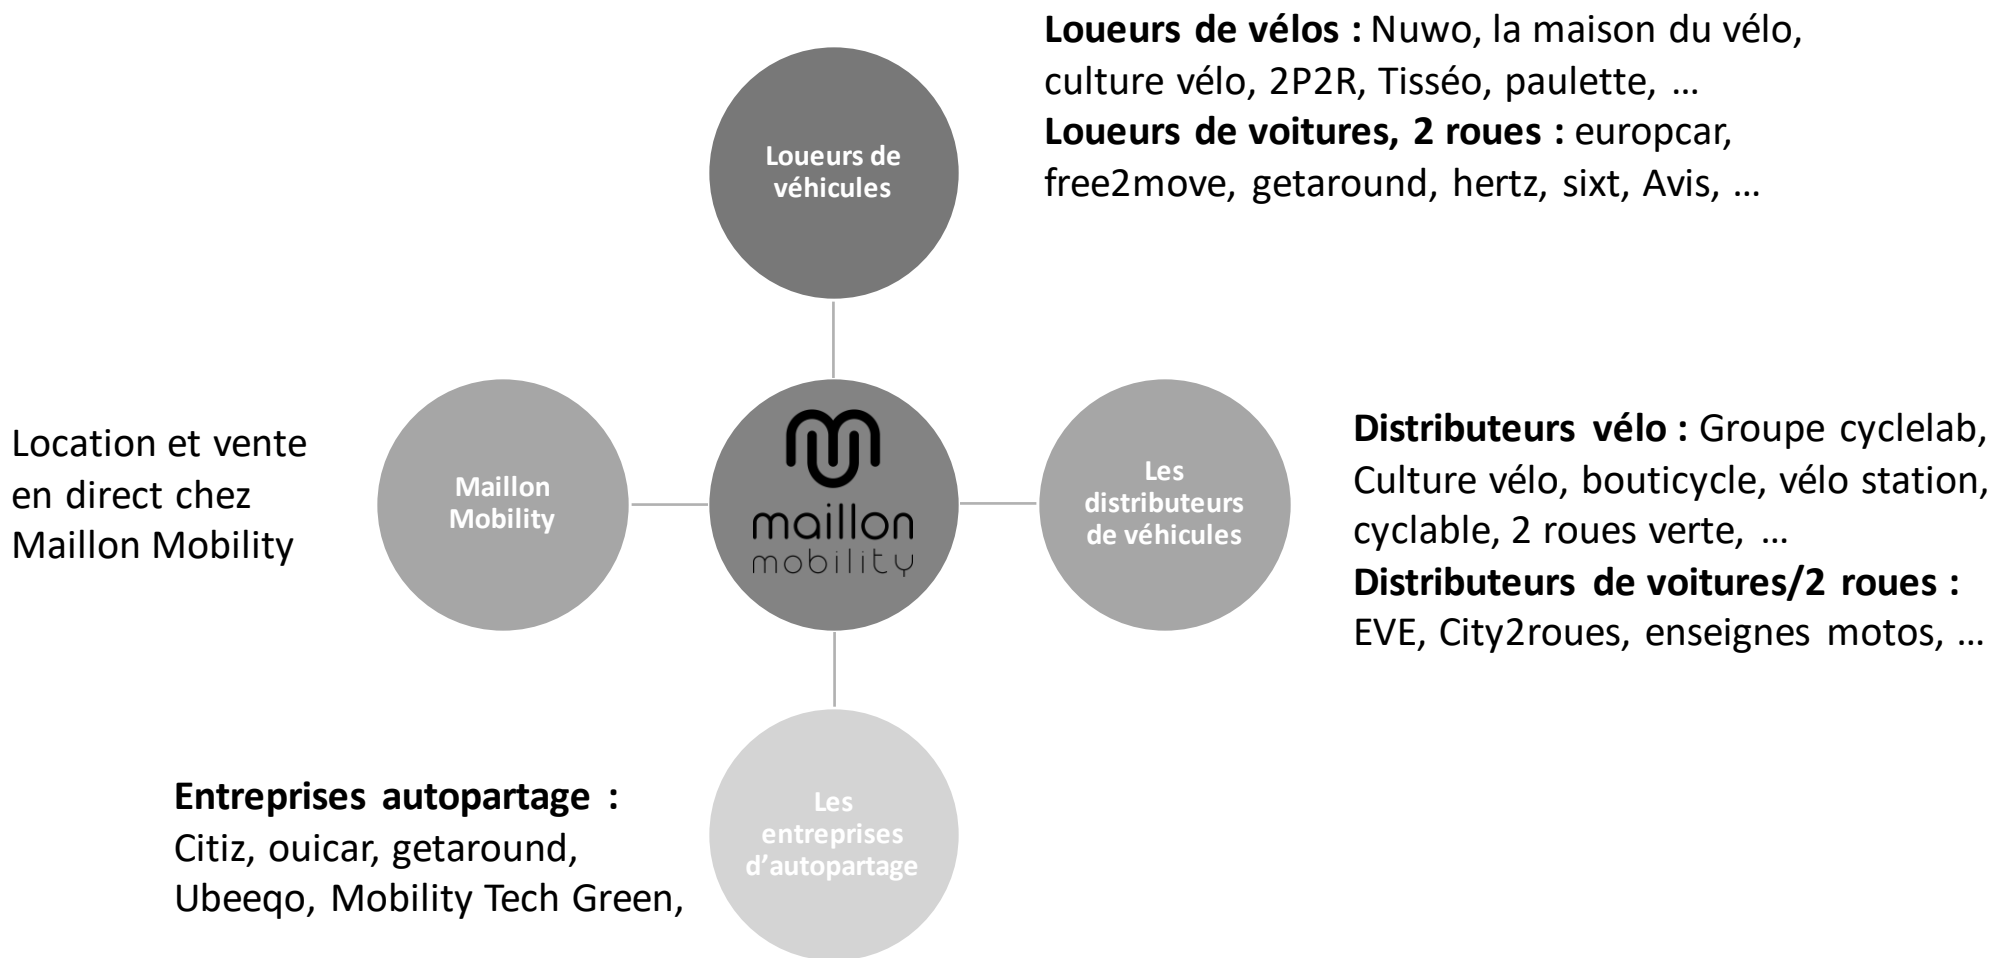 Loueurs de vélos : Nuwo, la maison du vélo,
culture vélo, 2P2R, Tisséo, paulette, …
Loueurs de voitures, 2 roues : europcar,
free2move, getaround, hertz, sixt, Avis, …
Loueurs de
véhicules
Location et vente
en direct chez
Maillon Mobility
Maillon
Mobility
maillon
mobility
Les
distributeurs
de véhicules
Distributeurs vélo : Groupe cyclelab,
Culture vélo, bouticycle, vélo station,
cyclable, 2 roues verte, …
Distributeurs de voitures/2 roues :
EVE, City2roues, enseignes motos, …
Entreprises autopartage :
Citiz, ouicar, getaround,
Ubeeqo, Mobility Tech Green,
Les
entreprises
d’autopartage